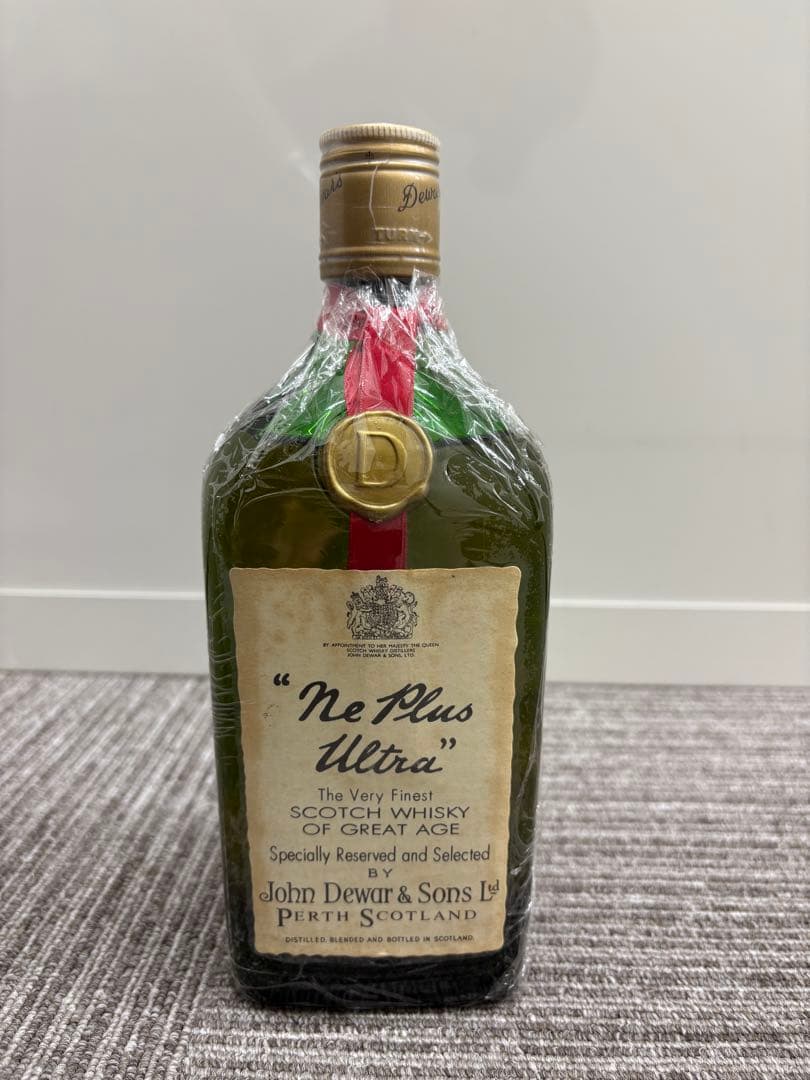 Dewar
TURN
D
BY APPOINTMENT TO HER MAJESTY THE QUEEN
SCOTCH WHISKY DISTILLERS
JOHN DEWAR & SONS, LTD.
"Ne Plus
Ultra"
The Very Finest
SCOTCH WHISKY
OF GREAT AGE
Specially Reserved and Selected
BY
John Dewar & Sons Ltd
PERTH SCOTLAND
DISTILLED, BLENDED AND BOTTLED IN SCOTLAND.